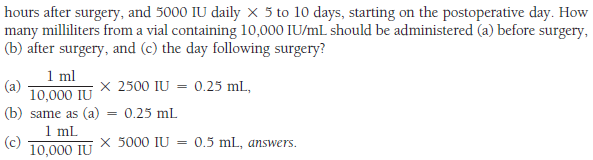 hours after surgery, and 5000 IU daily × 5 to 10 days, starting on the postoperative day. How
many milliliters from a vial containing 10,000 IU/mL should be administered (a) before surgery,
(b) after surgery, and (c) the day following surgery?
(a) 1 ml / 10,000 IU × 2500 IU = 0.25 mL,
(b) same as (a) = 0.25 mL
(c) 1 mL / 10,000 IU × 5000 IU = 0.5 mL, answers.